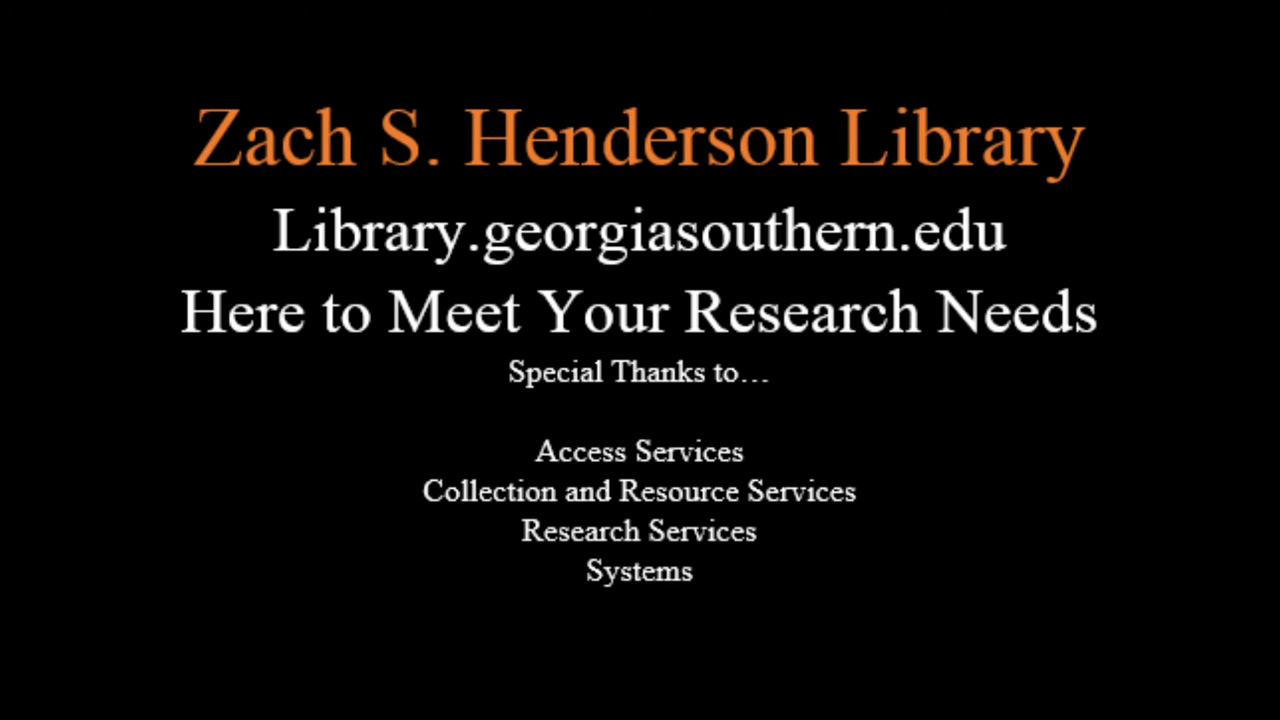 Zach S. Henderson Library
Library.georgiasouthern.edu
Here to Meet Your Research Needs
Special Thanks to…
Access Services
Collection and Resource Services
Research Services
Systems